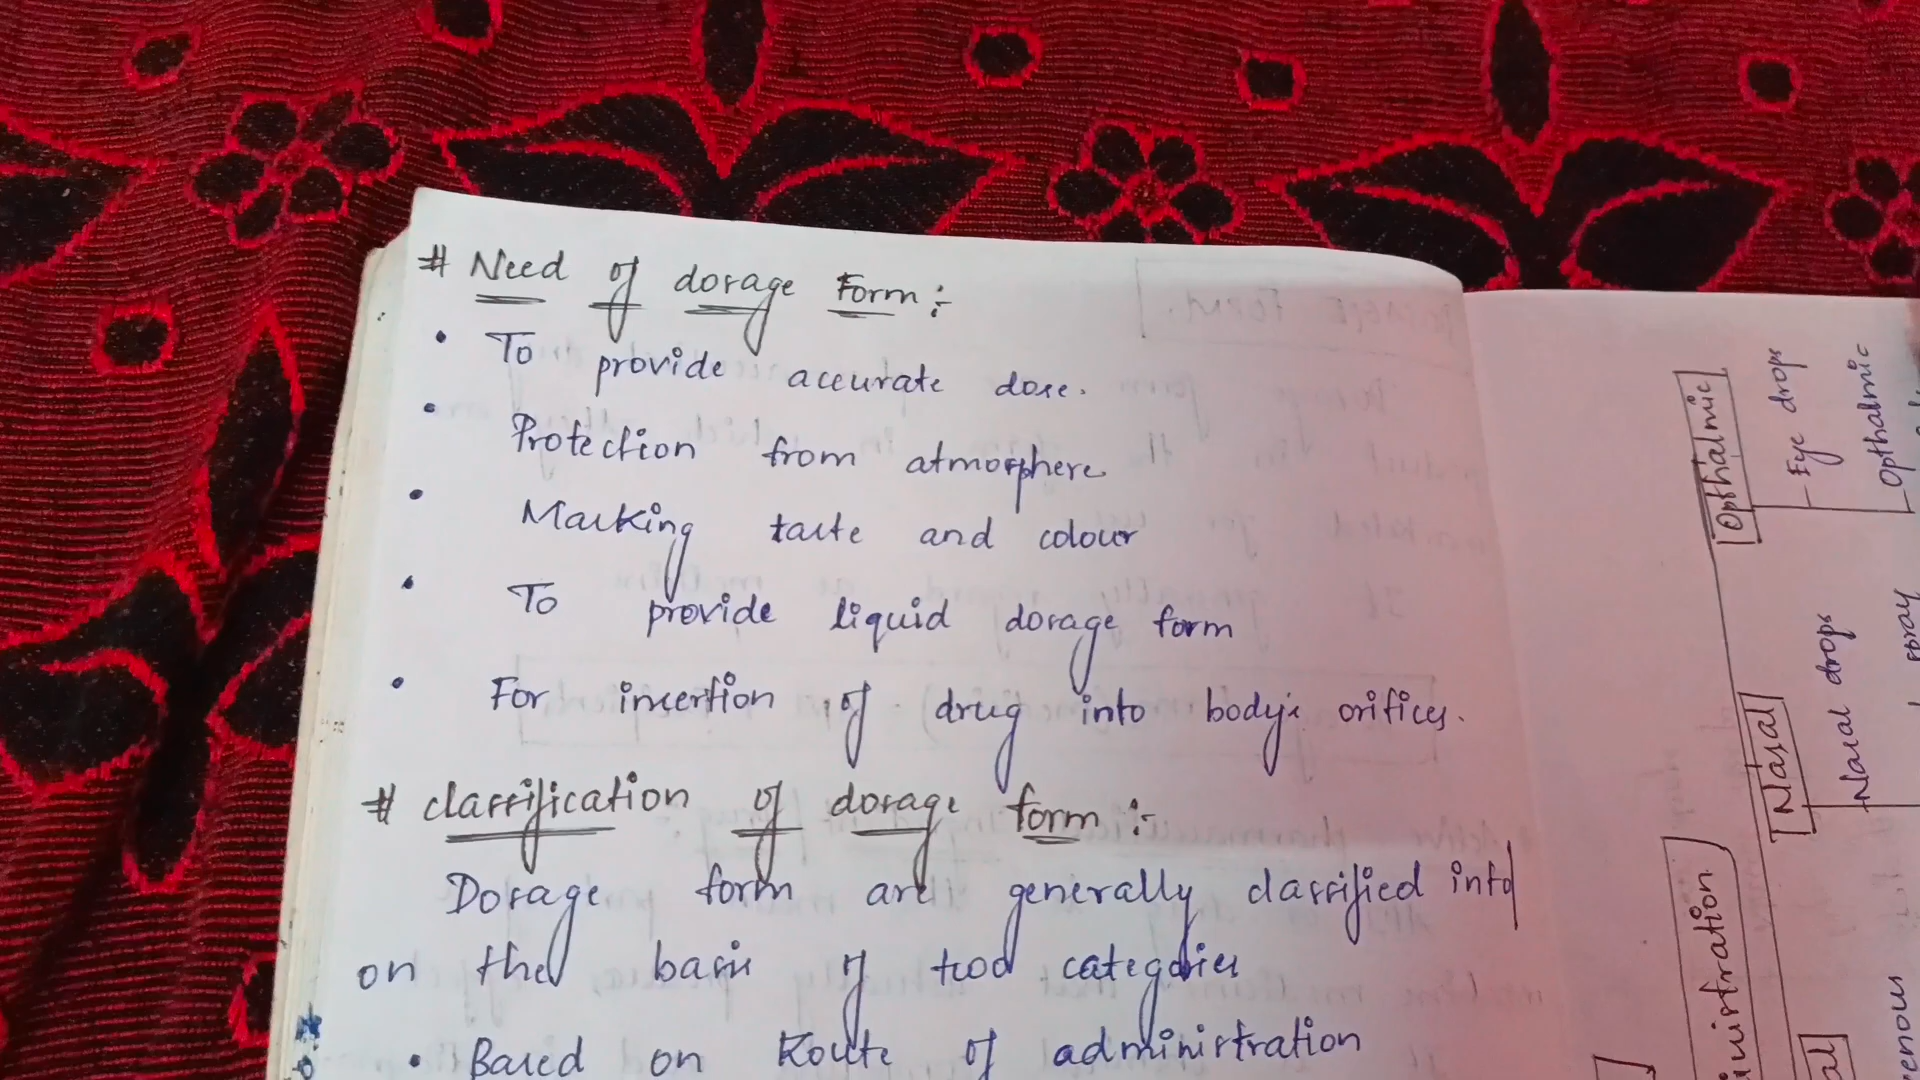 # Need of dosage form :-
• To provide accurate dose.
• Protection from atmosphere
• Masking taste and colour
• To provide liquid dosage form
• For insertion of drug into body's orifices.
# classification of dosage form :-
Dosage form are generally classified into
on the basis of two categories
• Based on Route of administration
Opthalmic
Eye drops
Opthalmic
Nasal
Nasal drops
spray